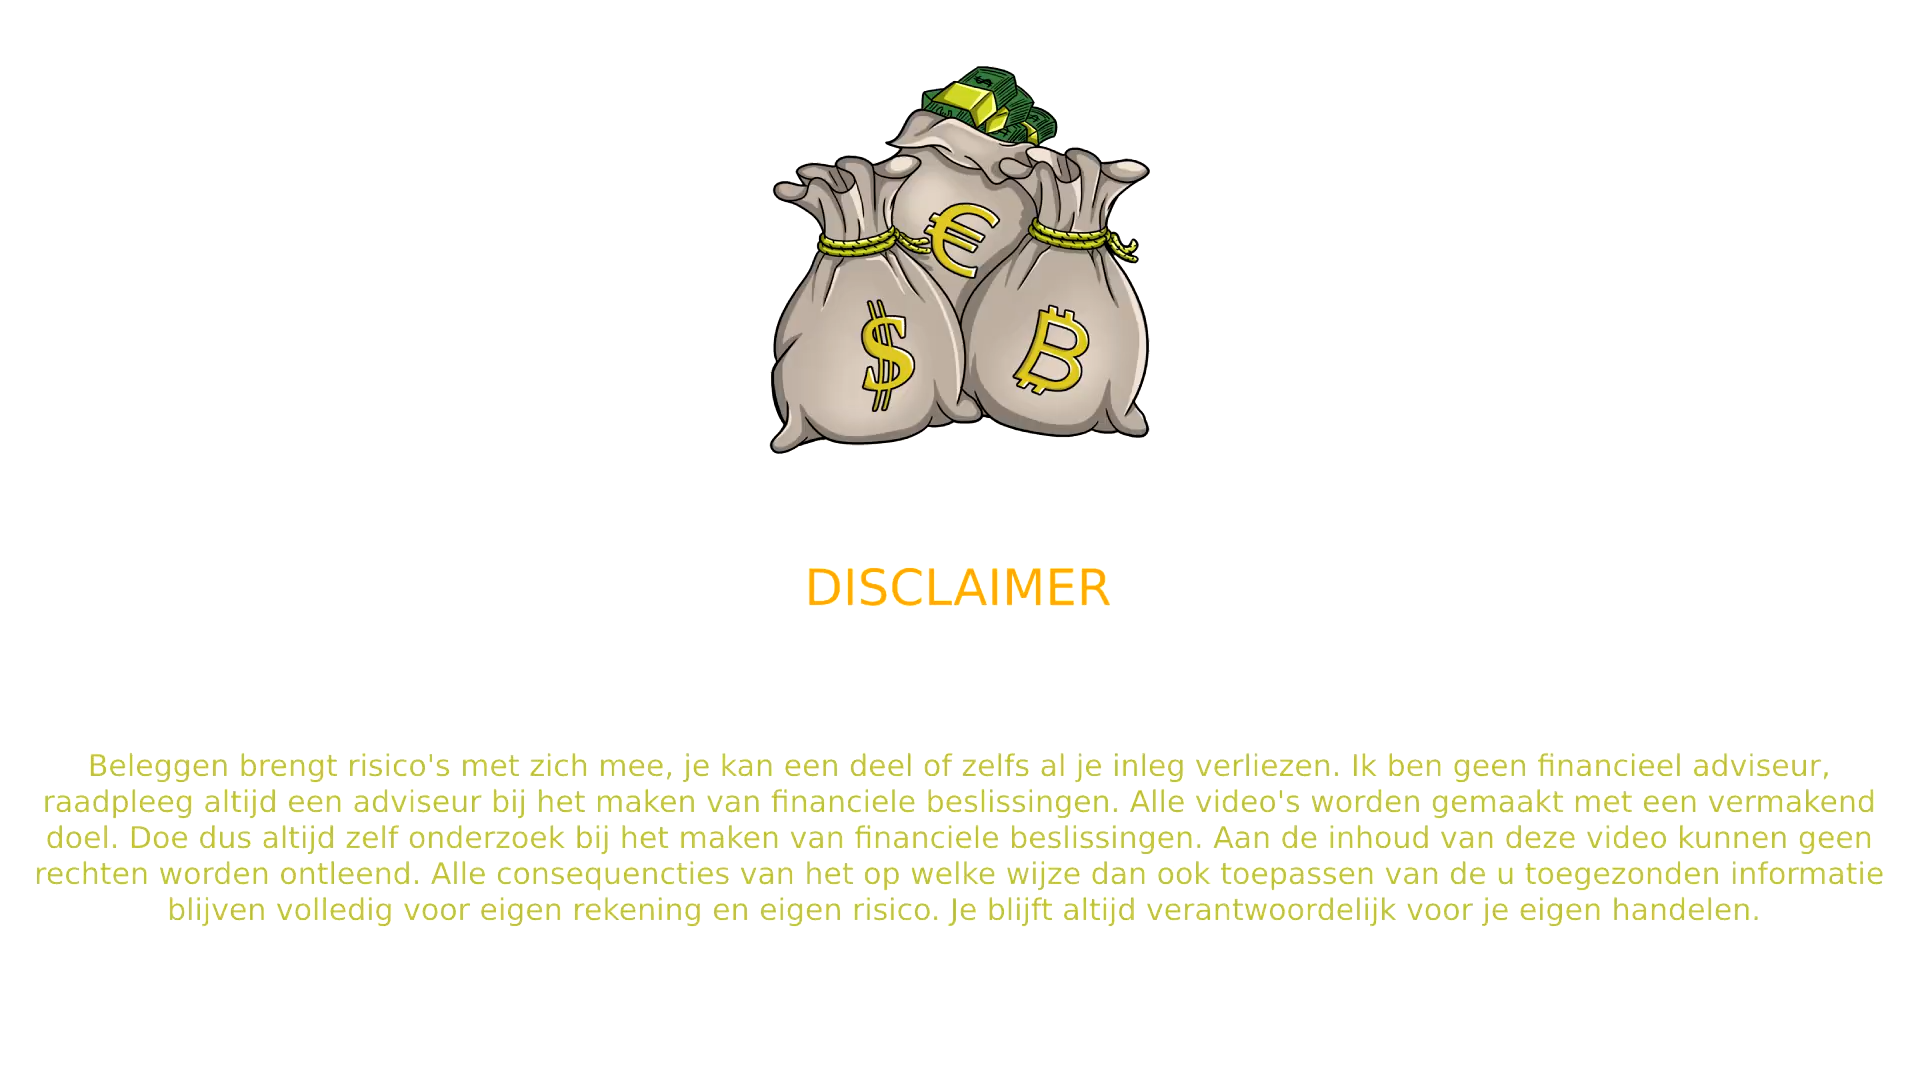 €
$
₿
DISCLAIMER
Beleggen brengt risico's met zich mee, je kan een deel of zelfs al je inleg verliezen. Ik ben geen financieel adviseur,
raadpleeg altijd een adviseur bij het maken van financiele beslissingen. Alle video's worden gemaakt met een vermakend
doel. Doe dus altijd zelf onderzoek bij het maken van financiele beslissingen. Aan de inhoud van deze video kunnen geen
rechten worden ontleend. Alle consequencties van het op welke wijze dan ook toepassen van de u toegezonden informatie
blijven volledig voor eigen rekening en eigen risico. Je blijft altijd verantwoordelijk voor je eigen handelen.